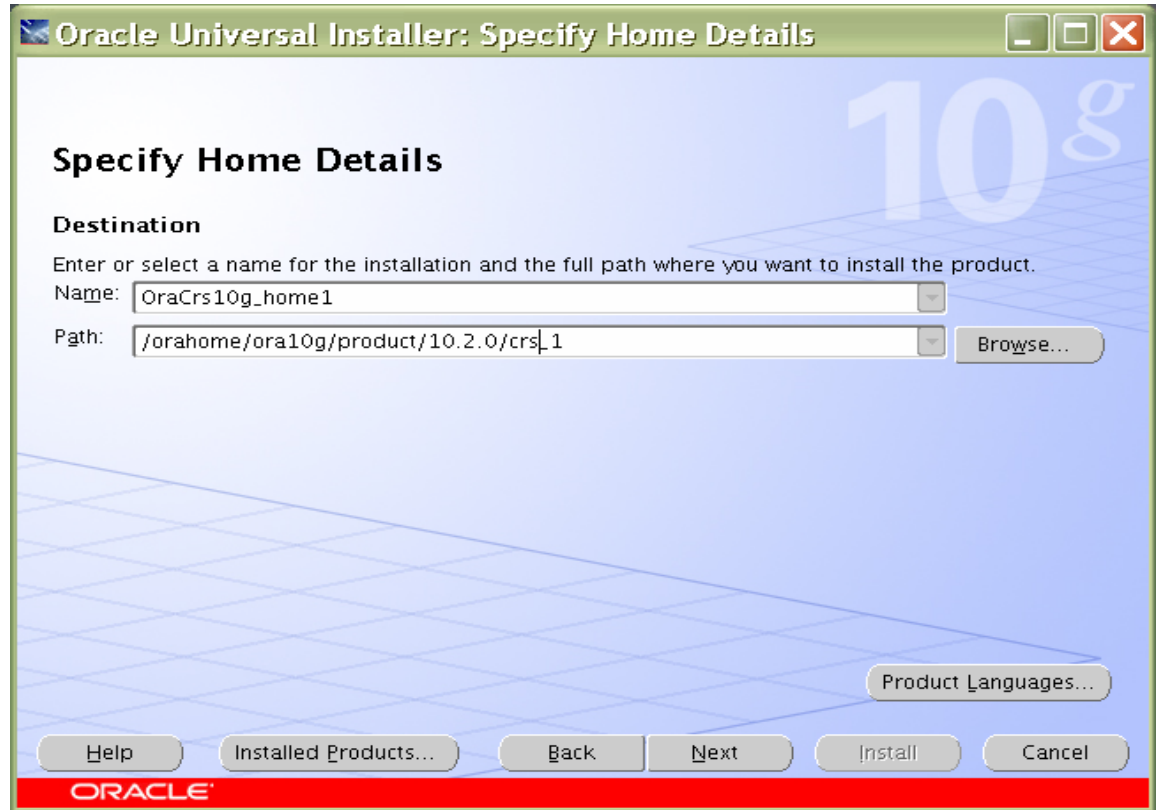 Oracle Universal Installer: Specify Home Details
10g
Specify Home Details
Destination
Enter or select a name for the installation and the full path where you want to install the product.
Name: OraCrs10g_home1
Path: /orahome/ora10g/product/10.2.0/crs_1 Browse...
Product Languages...
Help Installed Products... Back Next Install Cancel
ORACLE